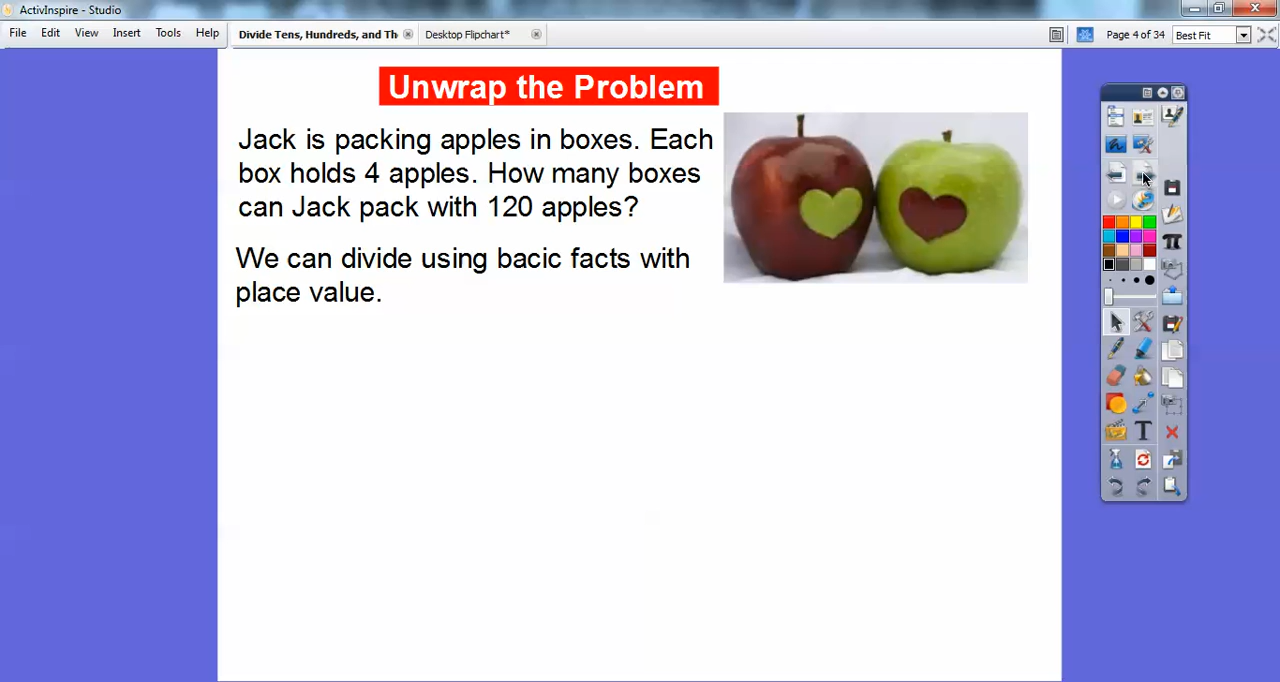 ActivInspire - Studio
File Edit View Insert Tools Help
Divide Tens, Hundreds, and Th
Desktop Flipchart*
Page 4 of 34
Best Fit
Unwrap the Problem
Jack is packing apples in boxes. Each
box holds 4 apples. How many boxes
can Jack pack with 120 apples?
We can divide using bacic facts with
place value.